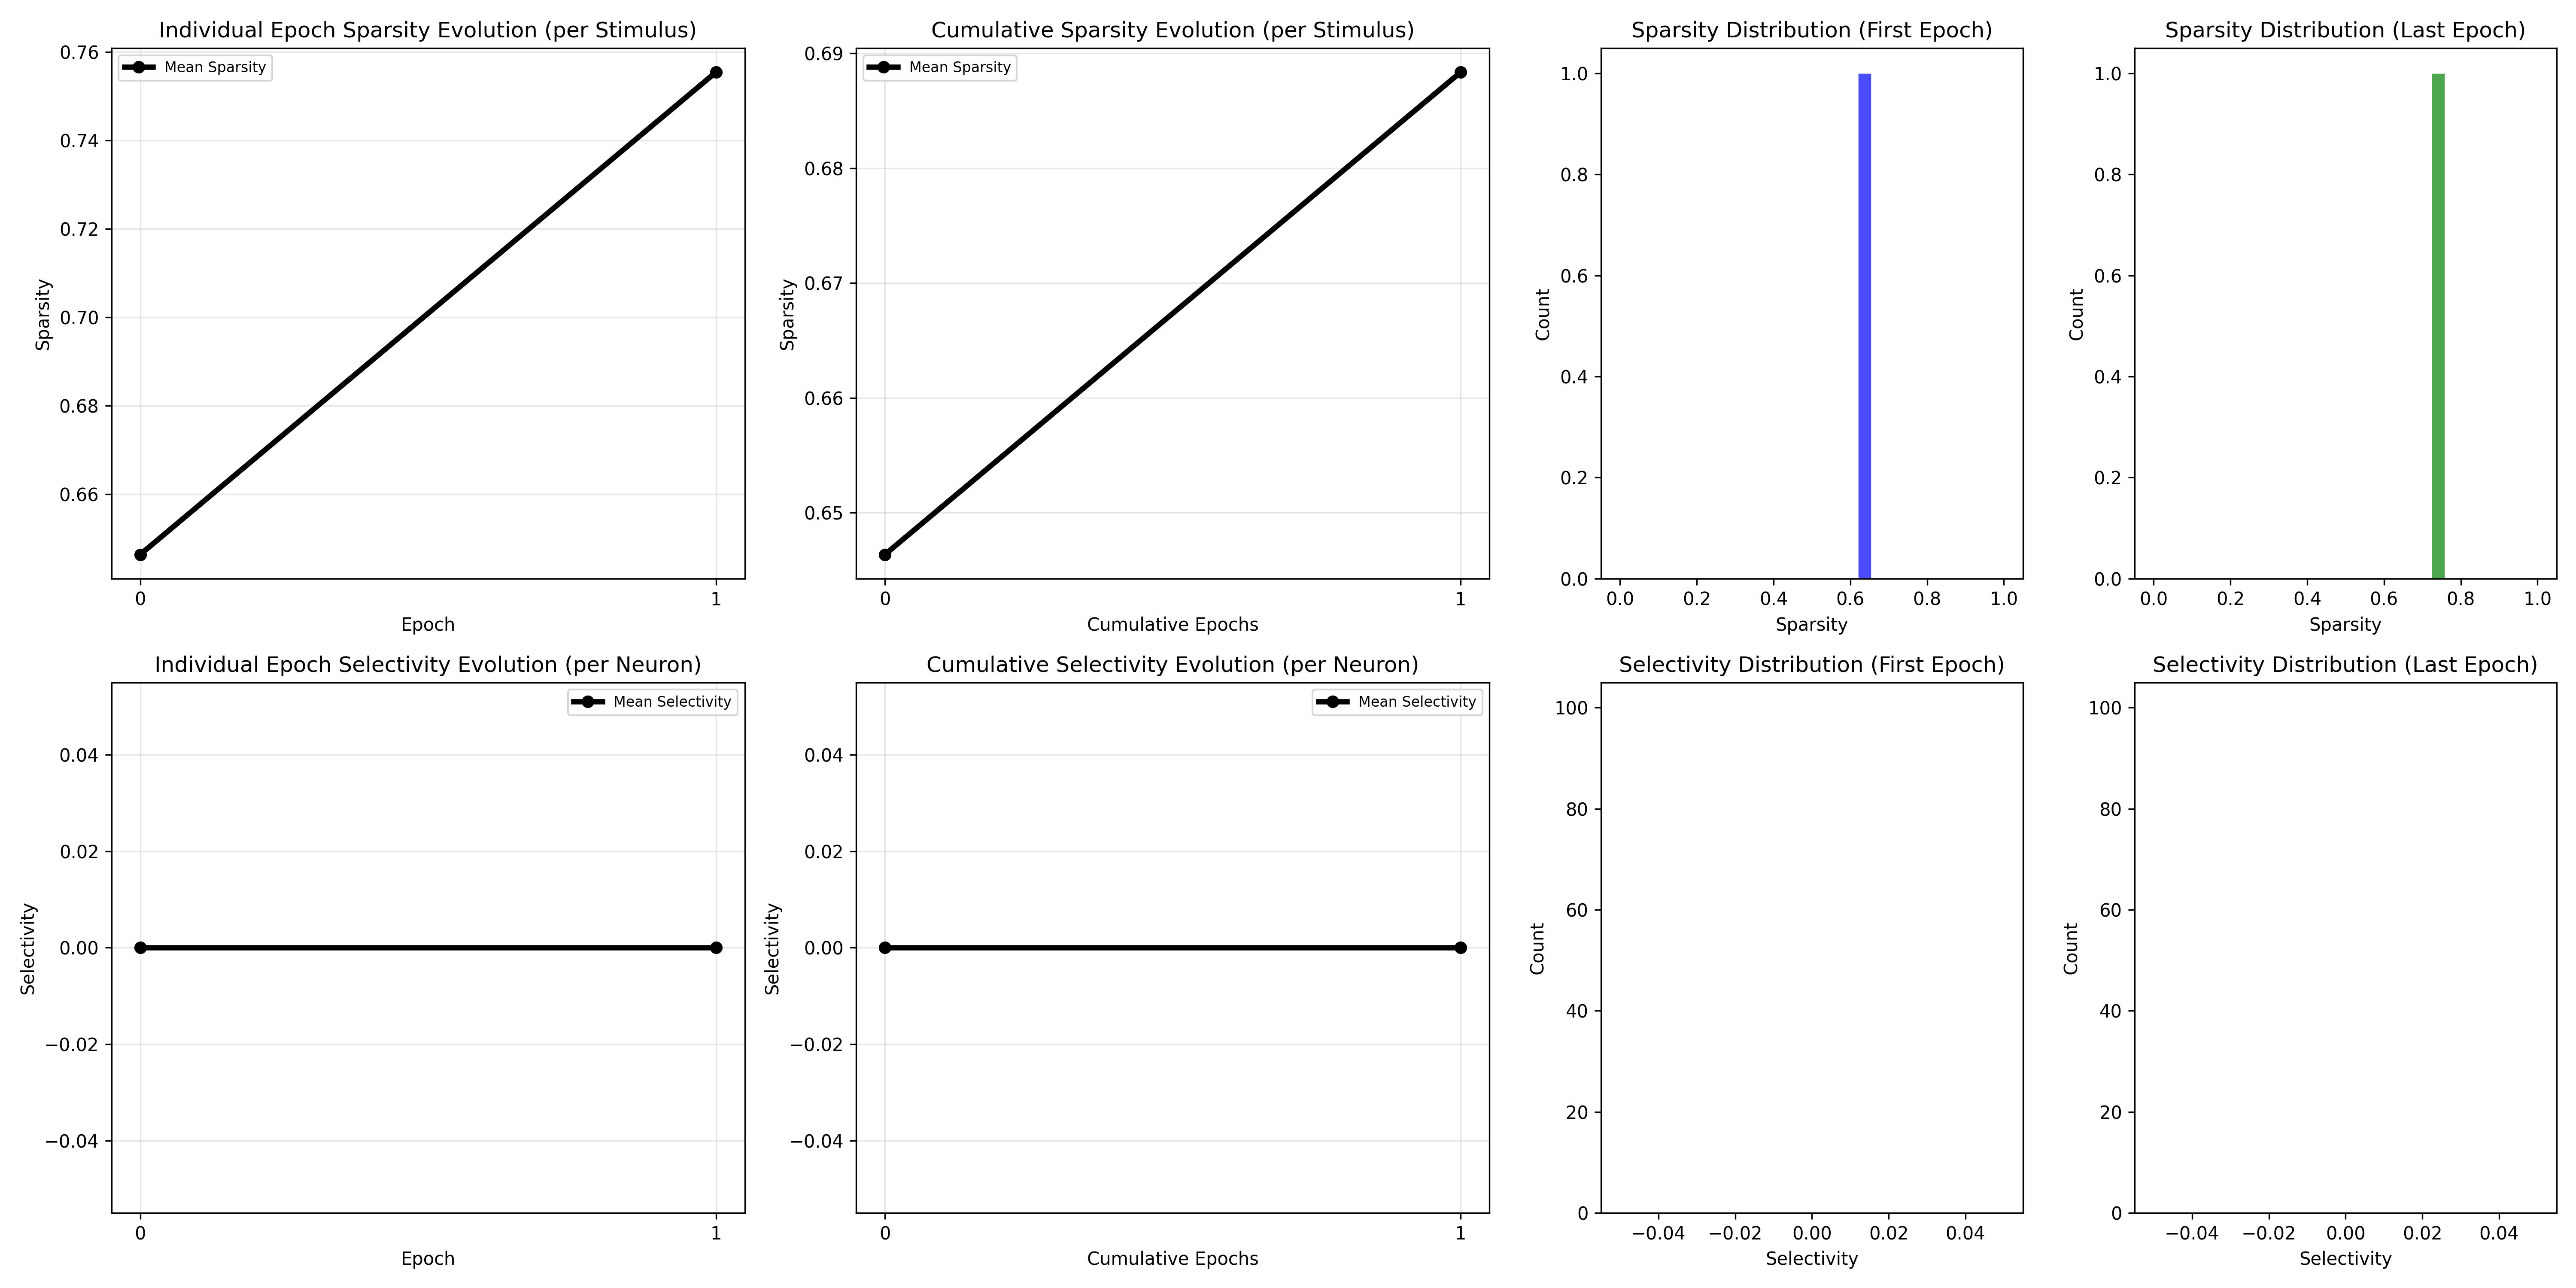 Individual Epoch Sparsity Evolution (per Stimulus)
0.76
0.74
0.72
0.70
0.68
0.66
Sparsity
Mean Sparsity
0 1
Epoch
Cumulative Sparsity Evolution (per Stimulus)
0.69
0.68
0.67
0.66
0.65
Sparsity
Mean Sparsity
0 1
Cumulative Epochs
Sparsity Distribution (First Epoch)
1.0
0.8
0.6
0.4
0.2
0.0
Count
0.0 0.2 0.4 0.6 0.8 1.0
Sparsity
Sparsity Distribution (Last Epoch)
1.0
0.8
0.6
0.4
0.2
0.0
Count
0.0 0.2 0.4 0.6 0.8 1.0
Sparsity
Individual Epoch Selectivity Evolution (per Neuron)
0.04
0.02
0.00
−0.02
−0.04
Selectivity
Mean Selectivity
0 1
Epoch
Cumulative Selectivity Evolution (per Neuron)
0.04
0.02
0.00
−0.02
−0.04
Selectivity
Mean Selectivity
0 1
Cumulative Epochs
Selectivity Distribution (First Epoch)
100
80
60
40
20
0
Count
−0.04 −0.02 0.00 0.02 0.04
Selectivity
Selectivity Distribution (Last Epoch)
100
80
60
40
20
0
Count
−0.04 −0.02 0.00 0.02 0.04
Selectivity